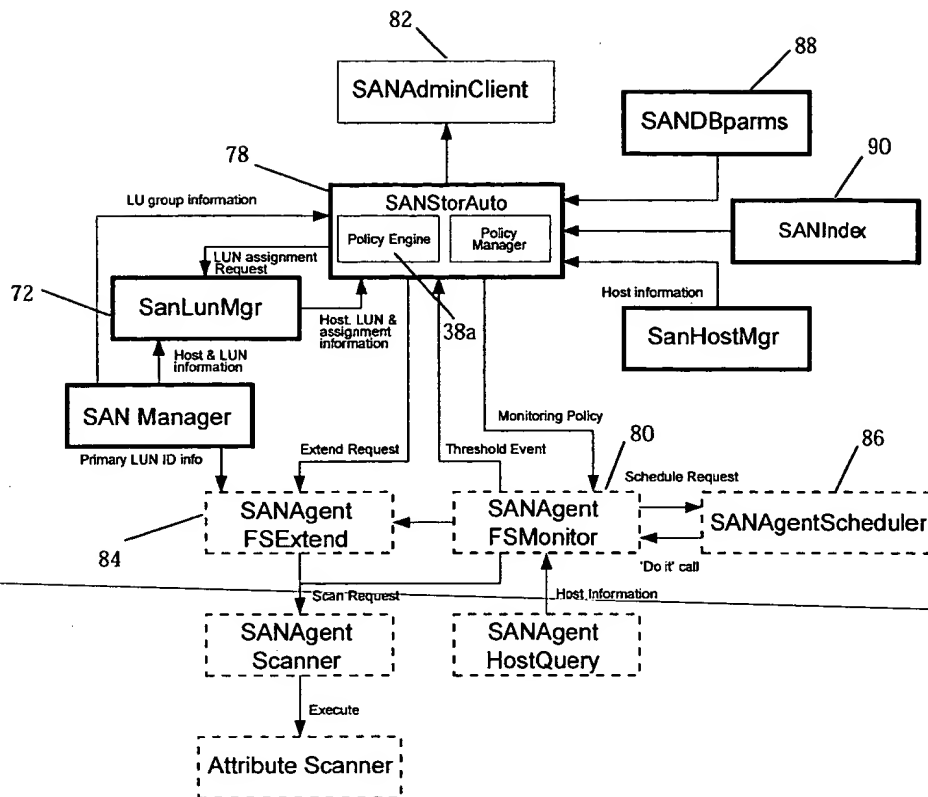 82
SANAdminClient
88
SANDBparms
78
90
LU group information
SANStorAuto
Policy Engine
Policy
Manager
SANIndex
LUN assignment
Request
72
SanLunMgr
Host. LUN &
assignment
information
38a
Host information
SanHostMgr
Host & LUN
information
SAN Manager
Primary LUN ID info
Monitoring Policy
Extend Request
Threshold Event
80
Schedule Request
86
SANAgent
FSExtend
84
SANAgent
FSMonitor
SANAgentScheduler
'Do it' call
Scan Request
Host Information
SANAgent
Scanner
SANAgent
HostQuery
Execute
Attribute Scanner